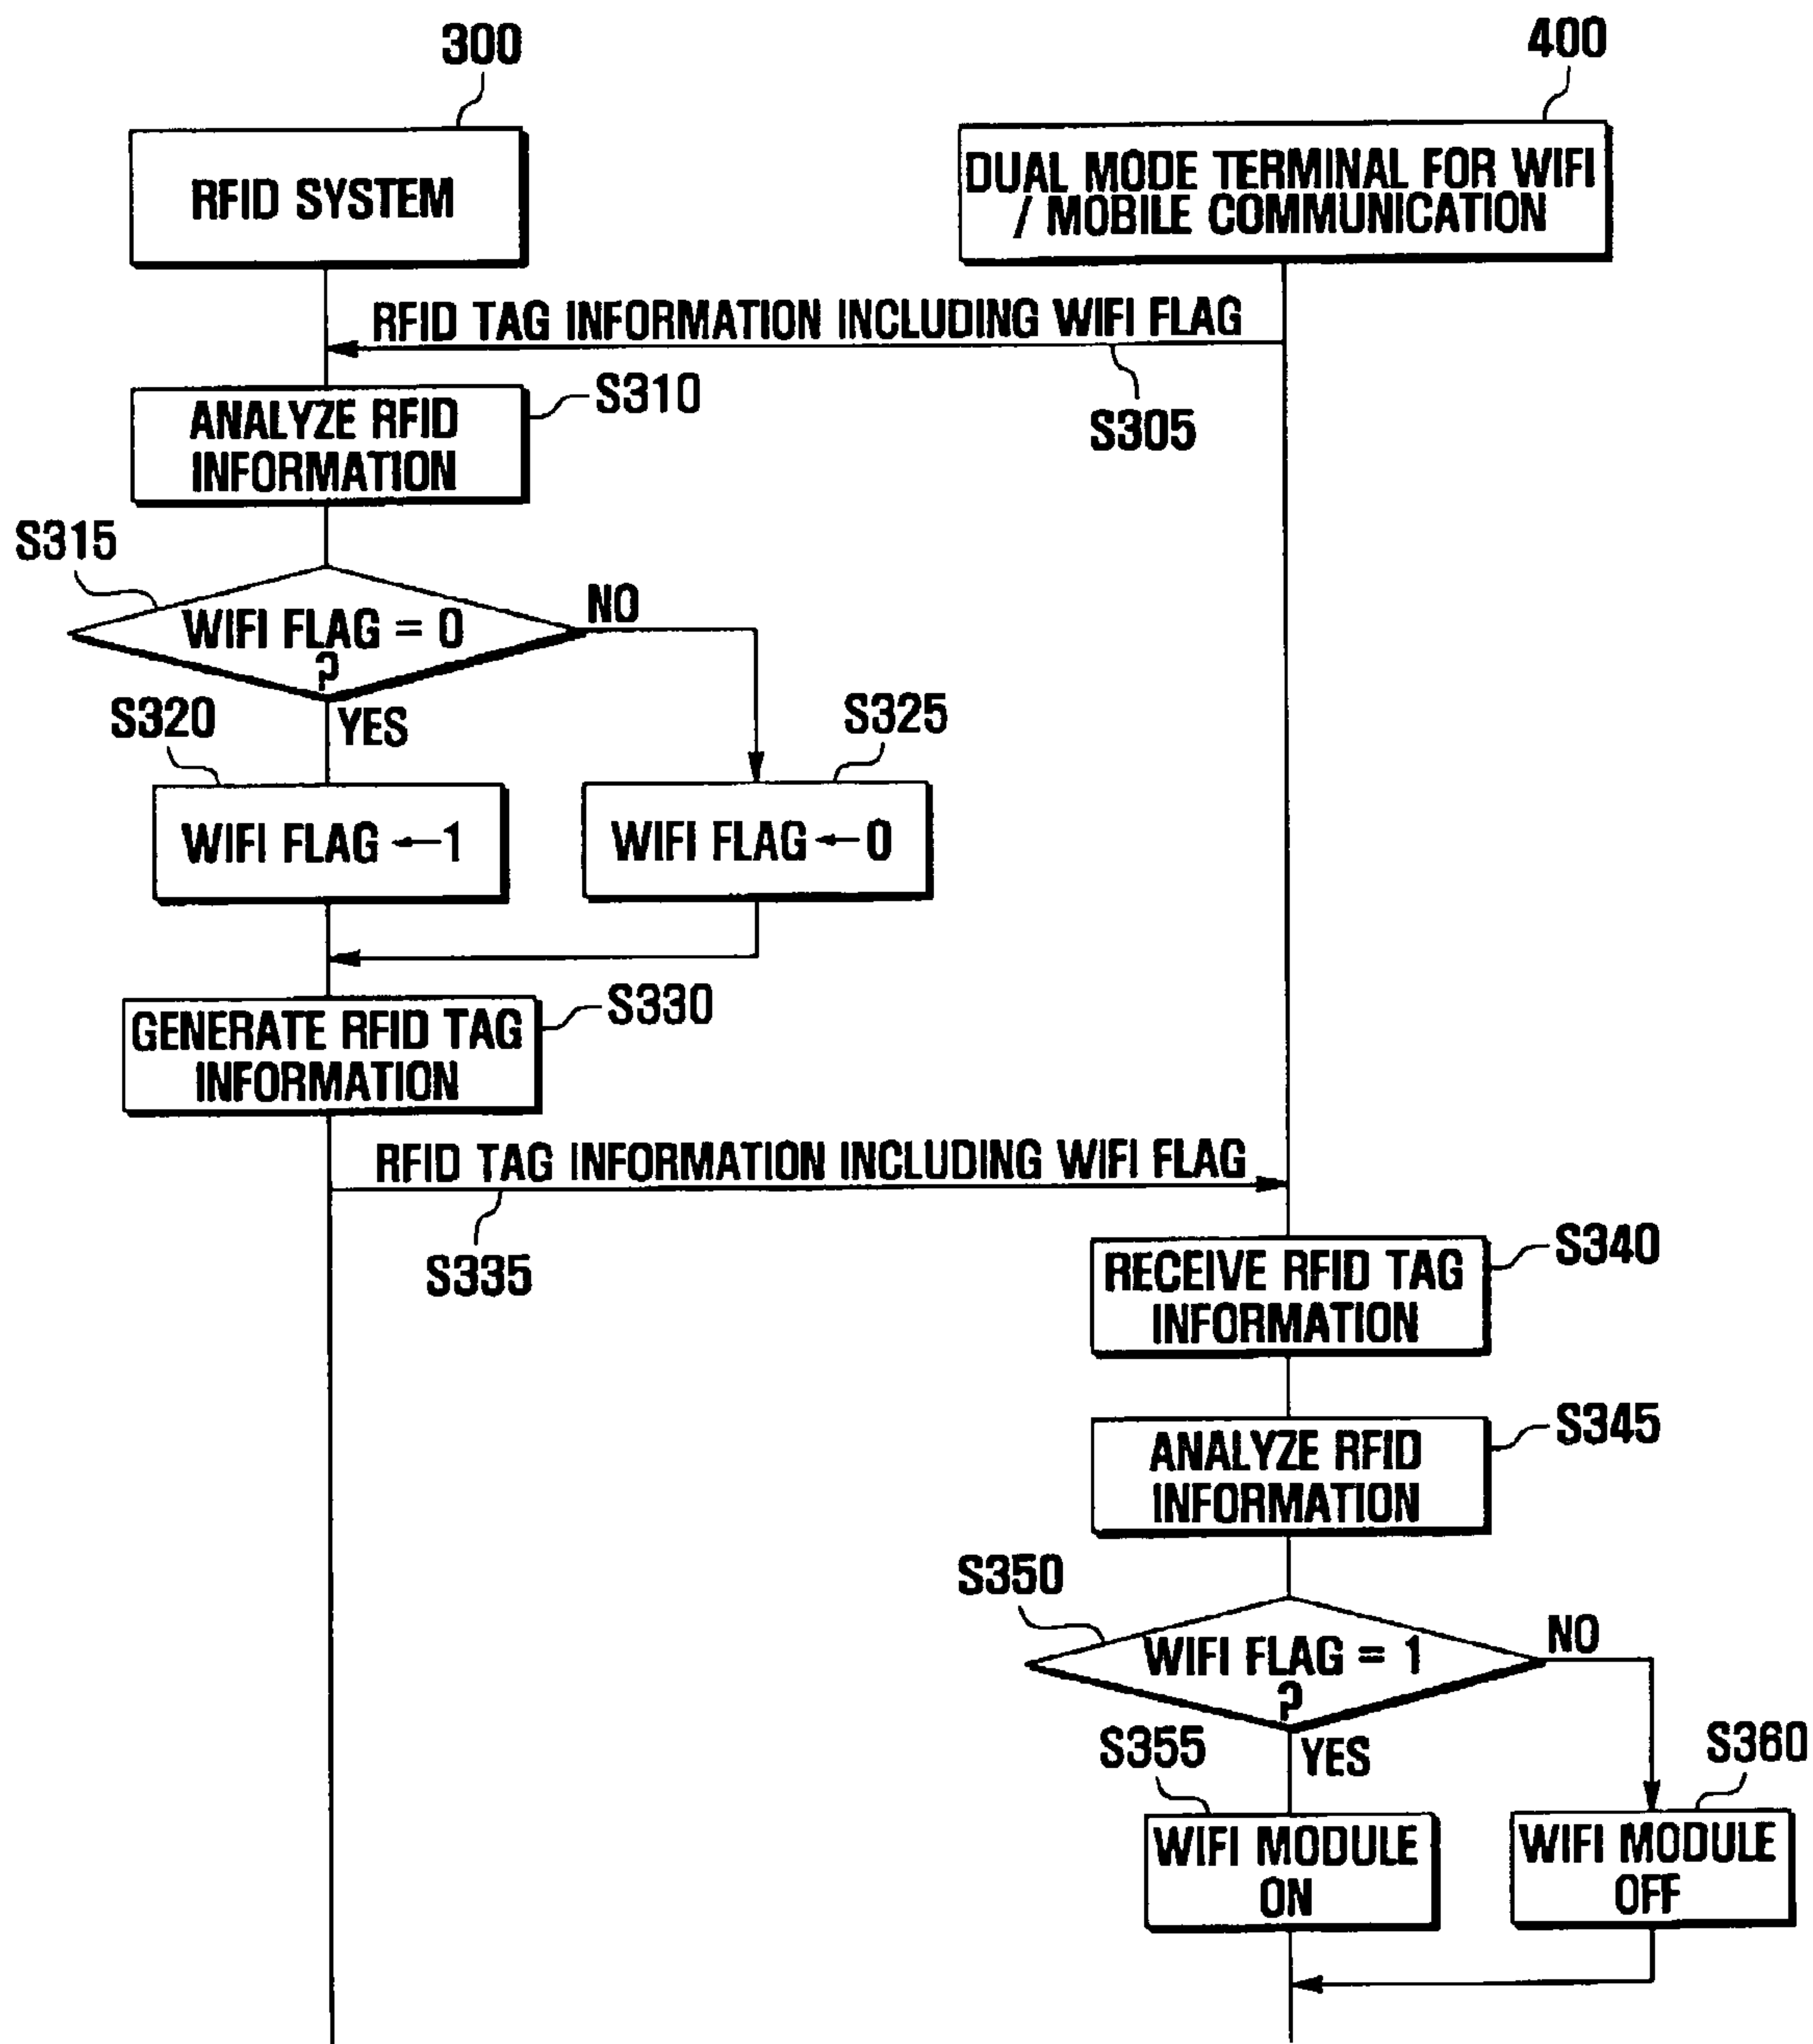 300
400
RFID SYSTEM
DUAL MODE TERMINAL FOR WIFI
/ MOBILE COMMUNICATION
RFID TAG INFORMATION INCLUDING WIFI FLAG
S305
ANALYZE RFID
INFORMATION
S310
S315
WIFI FLAG = 0
?
NO
YES
S320
S325
WIFI FLAG ←1
WIFI FLAG ←0
GENERATE RFID TAG
INFORMATION
S330
RFID TAG INFORMATION INCLUDING WIFI FLAG
S335
RECEIVE RFID TAG
INFORMATION
S340
ANALYZE RFID
INFORMATION
S345
S350
WIFI FLAG = 1
?
NO
YES
S355
S360
WIFI MODULE
ON
WIFI MODULE
OFF